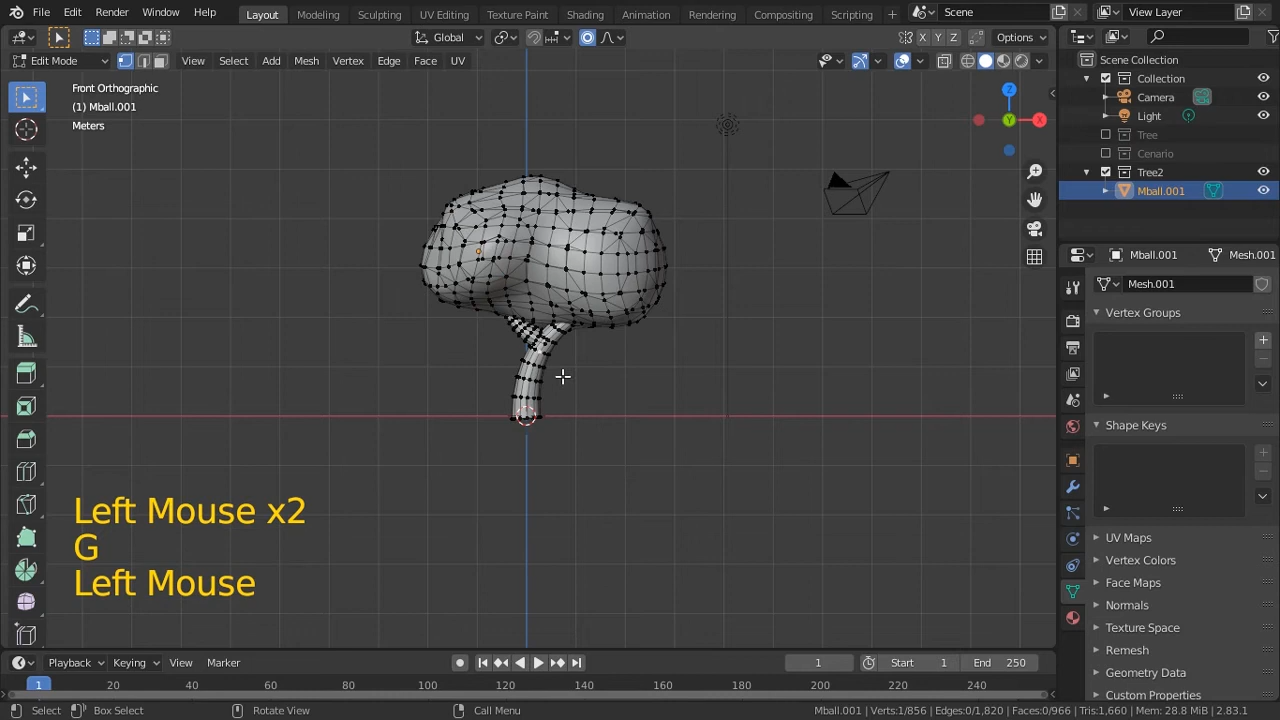 File Edit Render Window Help Layout Modeling Sculpting UV Editing Texture Paint Shading Animation Rendering Compositing Scripting Scene View Layer
Global Options
Edit Mode View Select Add Mesh Vertex Edge Face UV
Front Orthographic
(1) Mball.001
Meters
X Y Z
Z
Y
X
Scene Collection
Collection
Camera
Light
Tree
Cenario
Tree2
Mball.001
Mball.001 Mesh.001
Mesh.001
Vertex Groups
Shape Keys
UV Maps
Vertex Colors
Face Maps
Normals
Texture Space
Remesh
Geometry Data
Custom Properties
Left Mouse x2
G
Left Mouse
Playback Keying View Marker 1 Start 1 End 250
1 20 40 60 80 100 120 140 160 180 200 220 240
Select Box Select Rotate View Call Menu Mball.001 | Verts:1/856 | Edges:0/1,820 | Faces:0/966 | Tris:1,660 | Mem: 28.8 MiB | 2.83.1